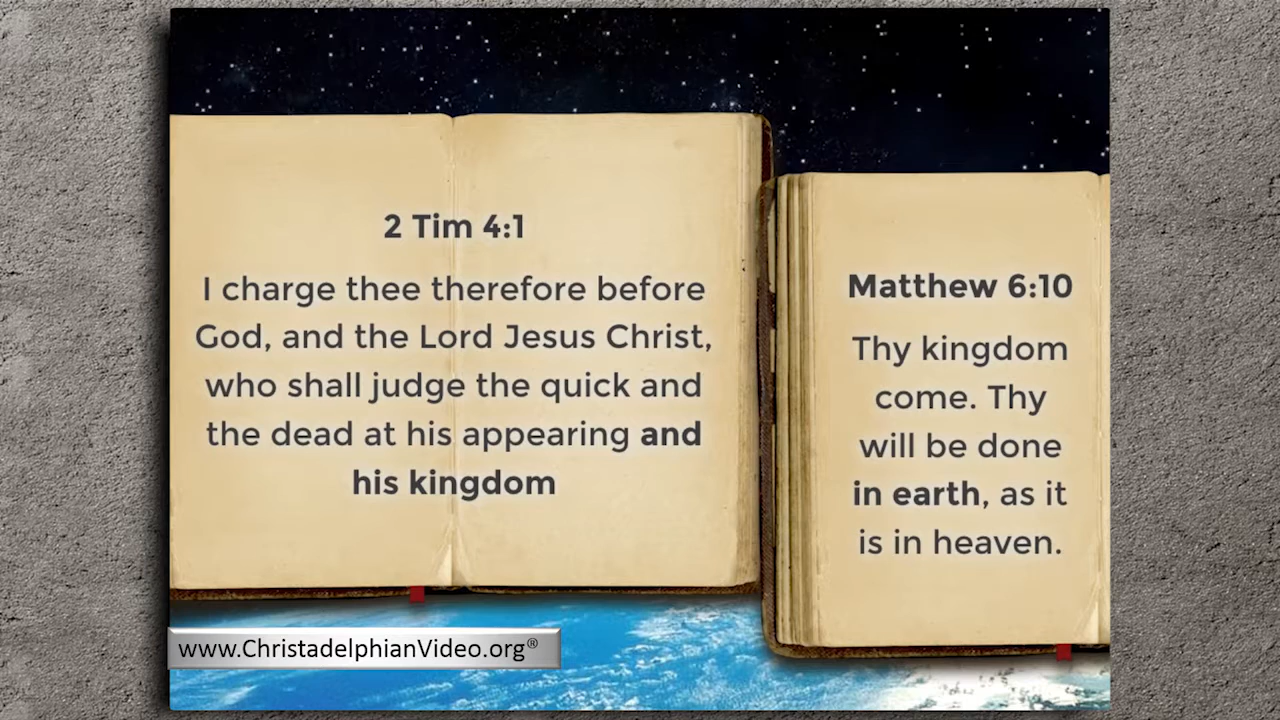 2 Tim 4:1
I charge thee therefore before
God, and the Lord Jesus Christ,
who shall judge the quick and
the dead at his appearing and
his kingdom
Matthew 6:10
Thy kingdom
come. Thy
will be done
in earth, as it
is in heaven.
www.ChristadelphianVideo.org®